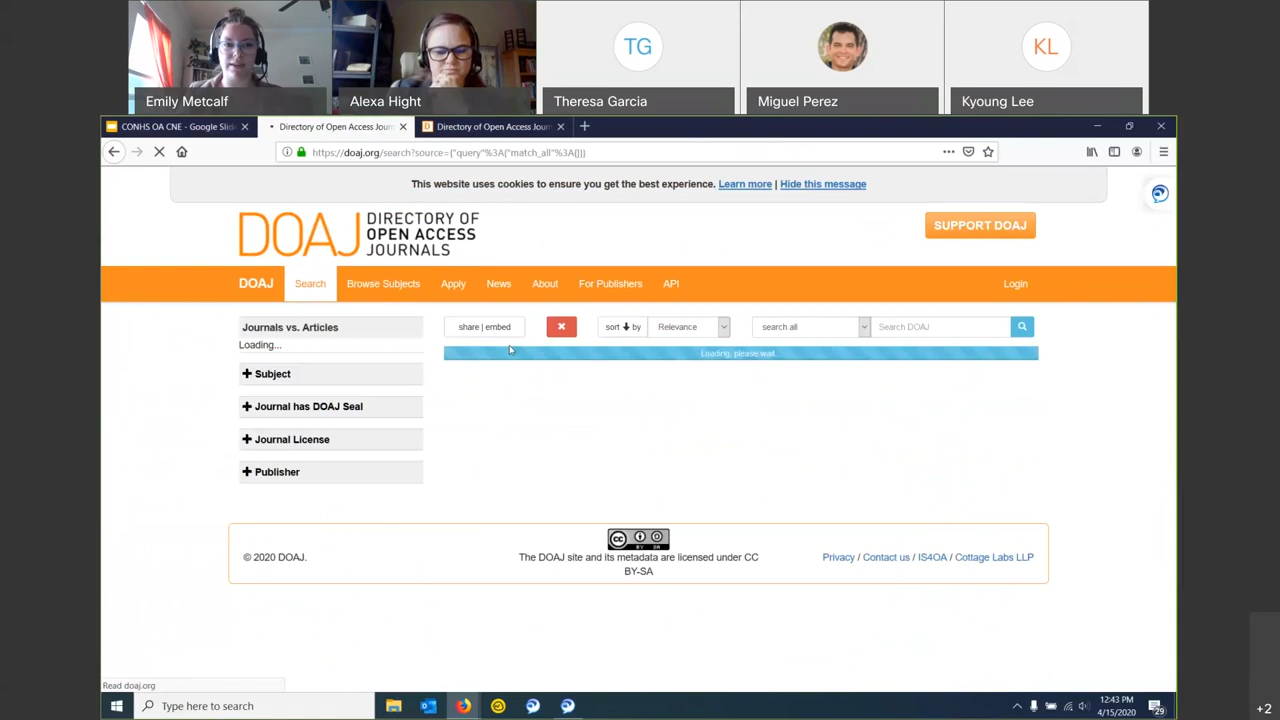 TG
KL
Emily Metcalf
Alexa Hight
Theresa Garcia
Miguel Perez
Kyoung Lee
CONHS OA CNE - Google Slid
Directory of Open Access Journ
Directory of Open Access Journ
https://doaj.org/search?source={"query"%3A{"match_all"%3A{}}}
This website uses cookies to ensure you get the best experience. Learn more | Hide this message
DOAJ DIRECTORY OF
OPEN ACCESS
JOURNALS
SUPPORT DOAJ
DOAJ Search Browse Subjects Apply News About For Publishers API Login
Journals vs. Articles
share | embed
sort by Relevance
search all
Search DOAJ
Loading...
Loading, please wait
Subject
Journal has DOAJ Seal
Journal License
Publisher
CC BY SA
© 2020 DOAJ.
The DOAJ site and its metadata are licensed under CC
BY-SA
Privacy / Contact us / IS4OA / Cottage Labs LLP
Read doaj.org
Type here to search
12:43 PM
4/15/2020
29
+2